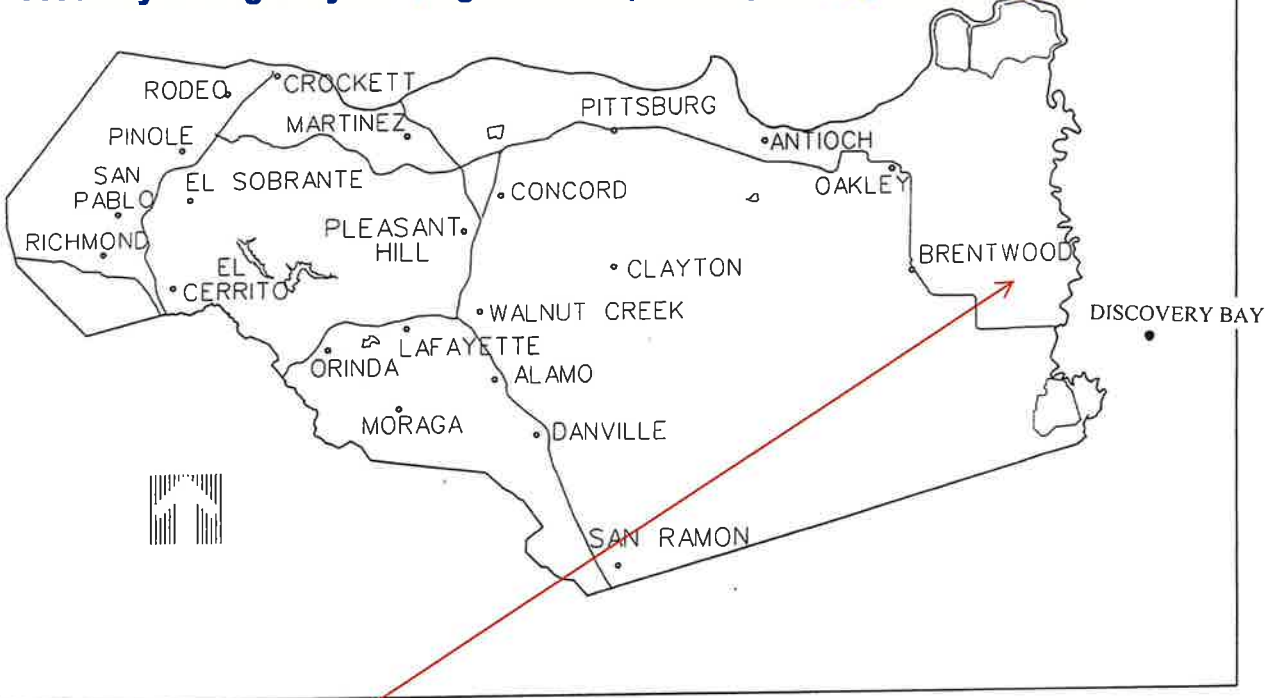 RODEO
CROCKETT
PITTSBURG
MARTINEZ
PINOLE
ANTIOCH
SAN
PABLO
EL SOBRANTE
OAKLEY
CONCORD
RICHMOND
PLEASANT
HILL
BRENTWOOD
EL
CERRITO
CLAYTON
WALNUT CREEK
DISCOVERY BAY
LAFAYETTE
ORINDA
ALAMO
MORAGA
DANVILLE
SAN RAMON